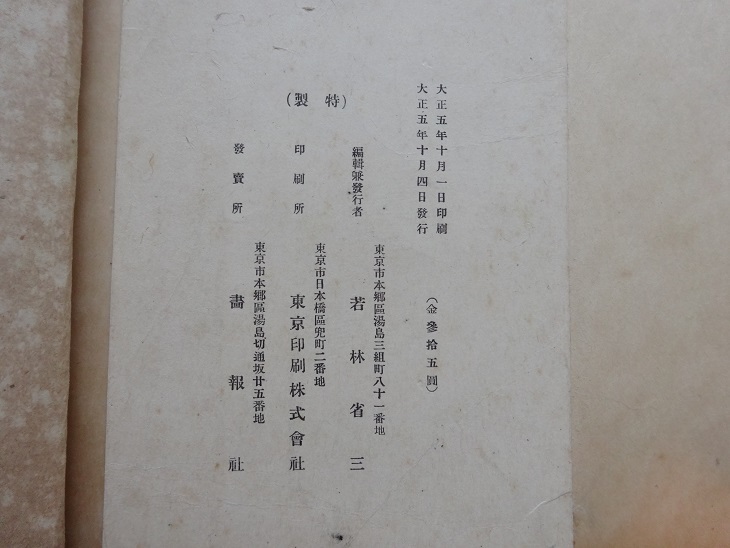 大正五年十月一日印刷
大正五年十月四日發行
（金參拾五圓）
（特製）
東京市本郷區湯島三組町八十一番地
編輯兼發行者
若林省三
東京市日本橋區兜町二番地
印刷所
東京印刷株式會社
東京市本郷區湯島切通坂廿五番地
發賣所
畵報社